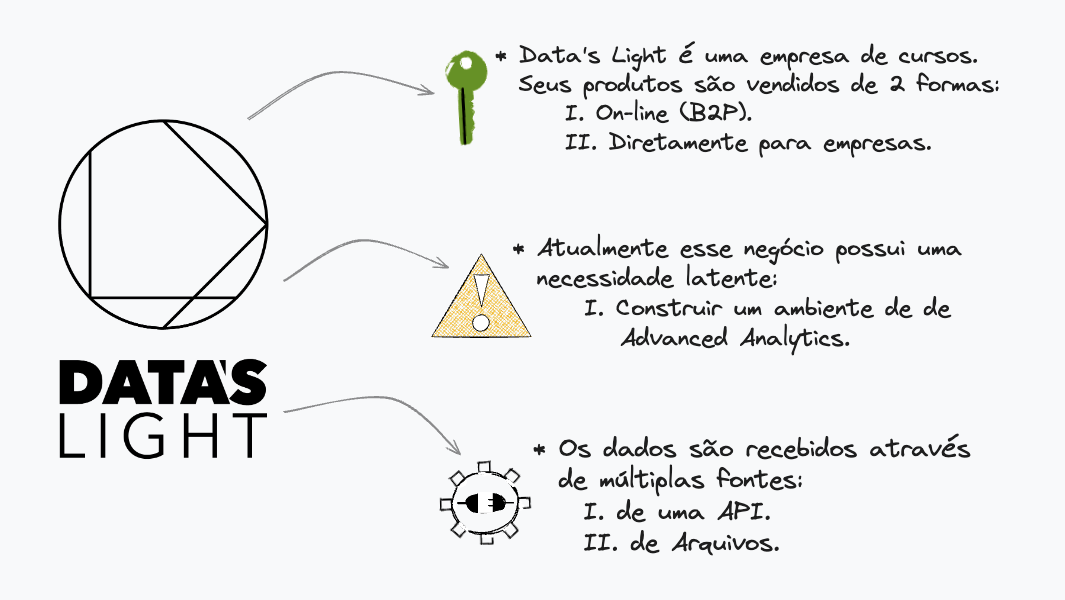 DATA'S
LIGHT
* Data's Light é uma empresa de cursos.
Seus produtos são vendidos de 2 formas:
I. On-line (B2P).
II. Diretamente para empresas.
* Atualmente esse negócio possui uma
necessidade latente:
I. Construir um ambiente de de
Advanced Analytics.
* Os dados são recebidos através
de múltiplas fontes:
I. de uma API.
II. de Arquivos.